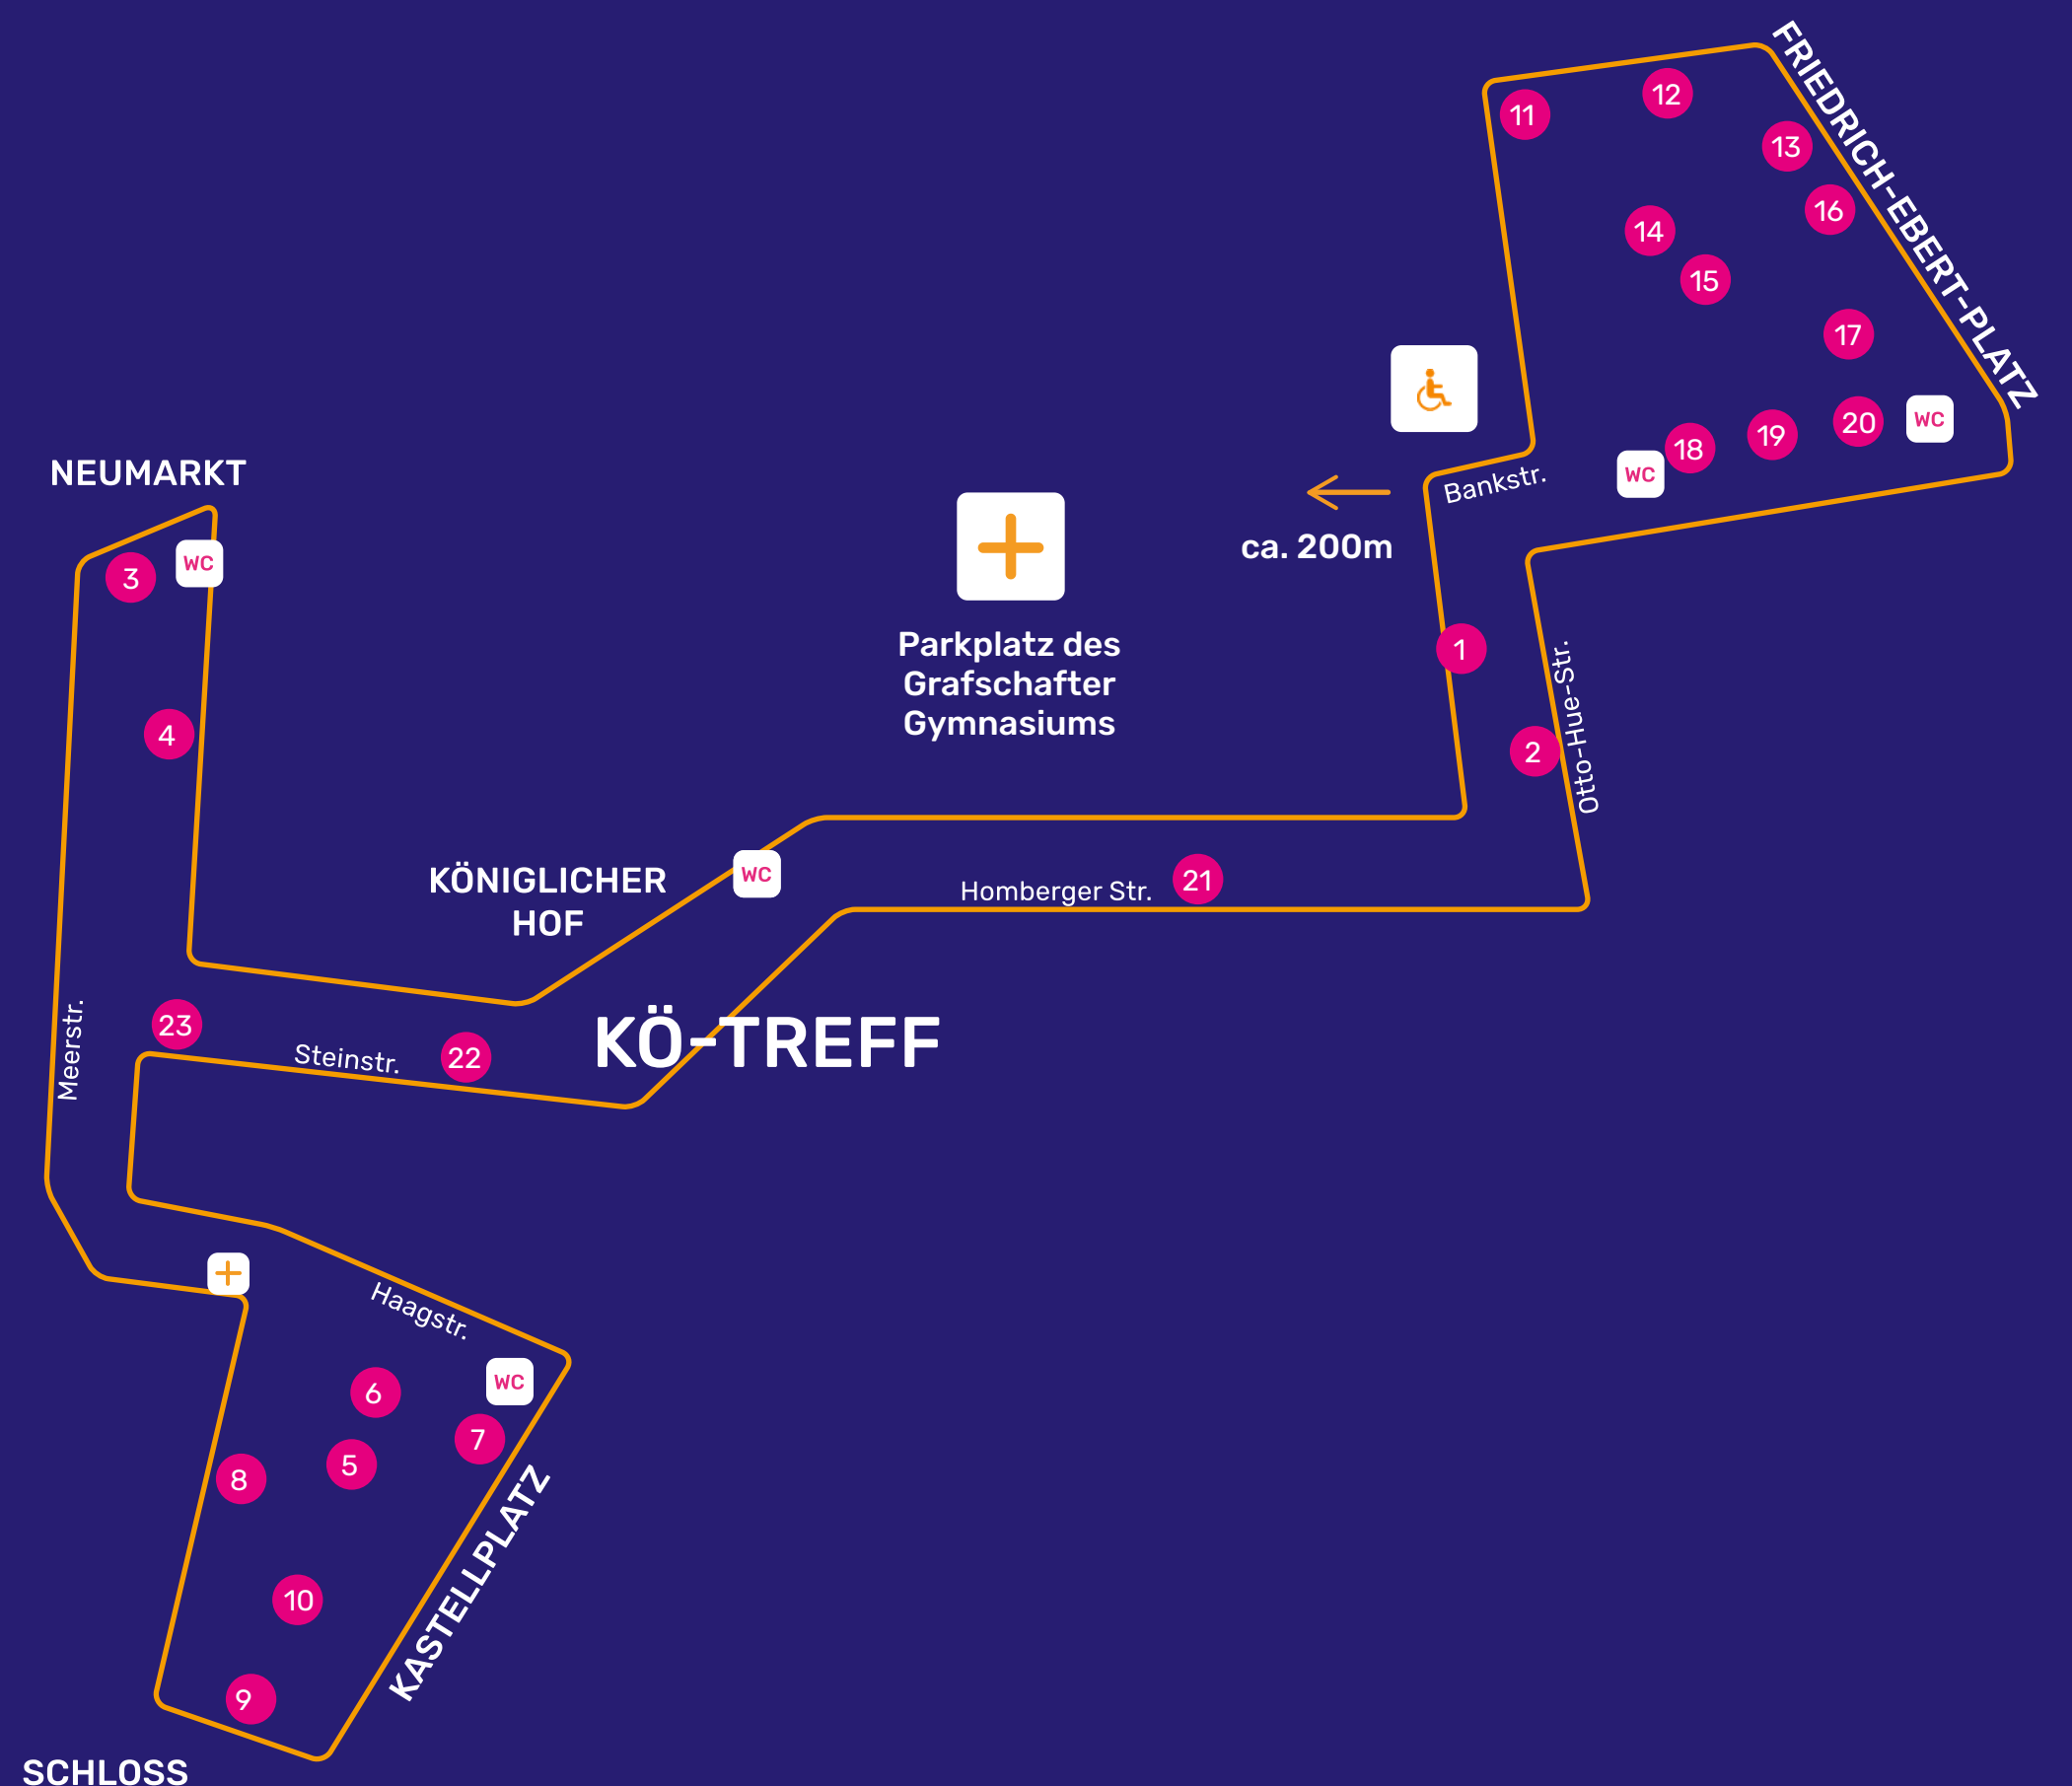 FRIEDRICH-EBERT-PLATZ
12
11
13
16
14
15
17
20
WC
19
18
WC
Bankstr.
NEUMARKT
ca. 200m
WC
3
Parkplatz des
Grafschafter
Gymnasiums
1
4
2
Otto-Hue-Str.
KÖNIGLICHER
HOF
WC
Homberger Str.
21
KÖ-TREFF
23
Meerstr.
Steinstr.
22
Haagstr.
6
WC
7
5
8
KASTELLPLATZ
10
9
SCHLOSS